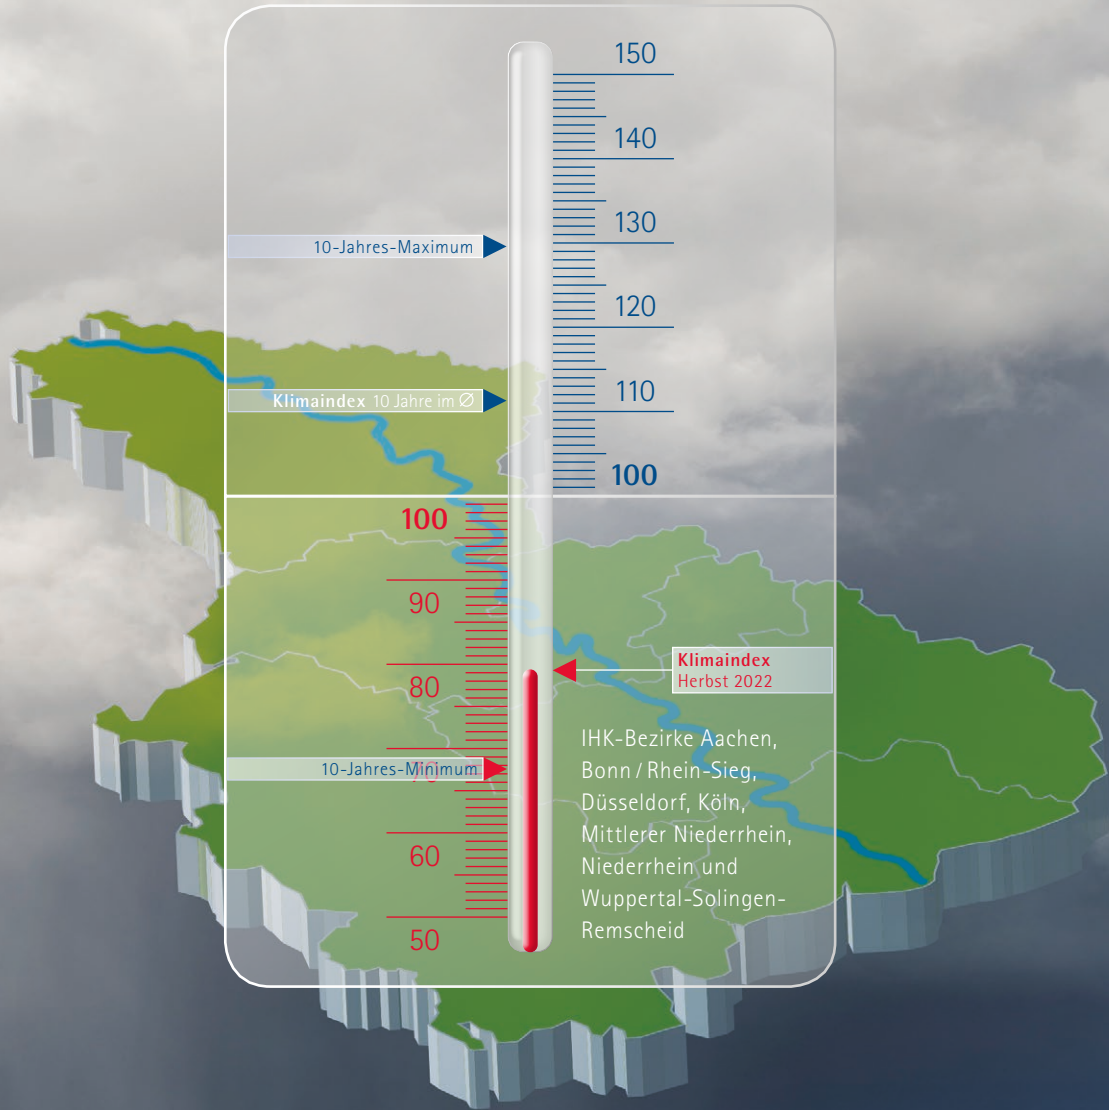 150
140
130
10-Jahres-Maximum
120
110
Klimaindex 10 Jahre im Ø
100
100
90
Klimaindex
Herbst 2022
80
IHK-Bezirke Aachen,
Bonn / Rhein-Sieg,
Düsseldorf, Köln,
Mittlerer Niederrhein,
Niederrhein und
Wuppertal-Solingen-
Remscheid
10-Jahres-Minimum
70
60
50